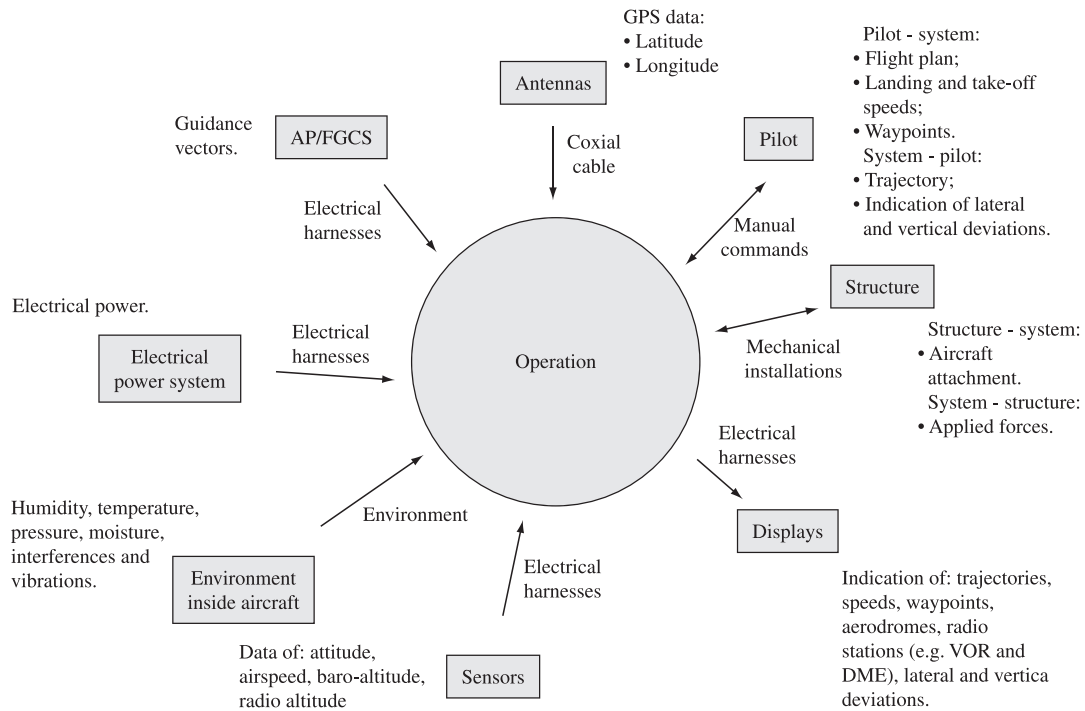 GPS data:
• Latitude
• Longitude
Antennas
Coxial
cable
Pilot - system:
• Flight plan;
• Landing and take-off
speeds;
• Waypoints.
System - pilot:
• Trajectory;
• Indication of lateral
and vertical deviations.
Pilot
Manual
commands
Guidance
vectors.
AP/FGCS
Electrical
harnesses
Structure
Mechanical
installations
Structure - system:
• Aircraft
attachment.
System - structure:
• Applied forces.
Electrical power.
Electrical
power system
Electrical
harnesses
Operation
Electrical
harnesses
Displays
Indication of: trajectories,
speeds, waypoints,
aerodromes, radio
stations (e.g. VOR and
DME), lateral and vertica
deviations.
Humidity, temperature,
pressure, moisture,
interferences and
vibrations.
Environment
Environment
inside aircraft
Electrical
harnesses
Data of: attitude,
airspeed, baro-altitude,
radio altitude
Sensors